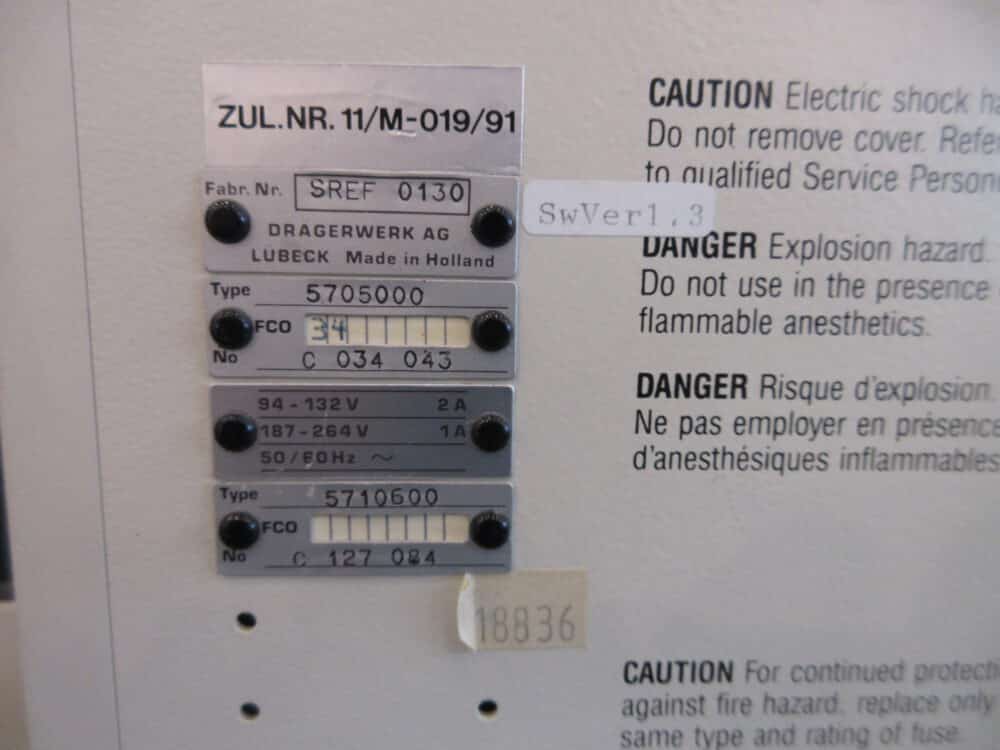 ZUL.NR. 11/M-019/91
Fabr. Nr. SREF 0130
DRAGERWERK AG
LUBECK Made in Holland
SwVer1.3
Type 5705000
FCO 34
No C 034 043
94-132V 2A
187-264V 1A
50/60Hz ~
Type 5710600
FCO
No C 127 084
18836
CAUTION Electric shock
Do not remove cover. Refe
to qualified Service Person
DANGER Explosion hazard.
Do not use in the presence
flammable anesthetics.
DANGER Risque d'explosion.
Ne pas employer en présence
d'anesthésiques inflammables
CAUTION For continued protecti
against fire hazard, replace only
same type and rating of fuse.